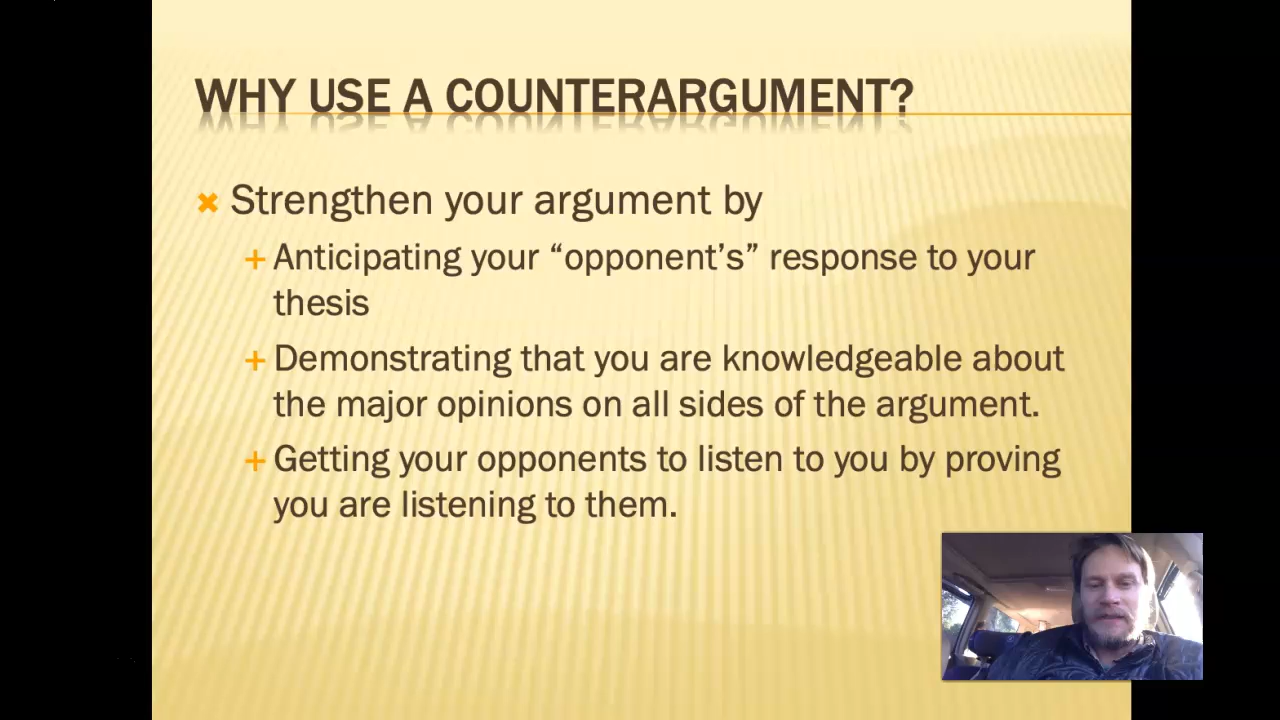 WHY USE A COUNTERARGUMENT?
Strengthen your argument by
Anticipating your “opponent’s” response to your
thesis
Demonstrating that you are knowledgeable about
the major opinions on all sides of the argument.
Getting your opponents to listen to you by proving
you are listening to them.